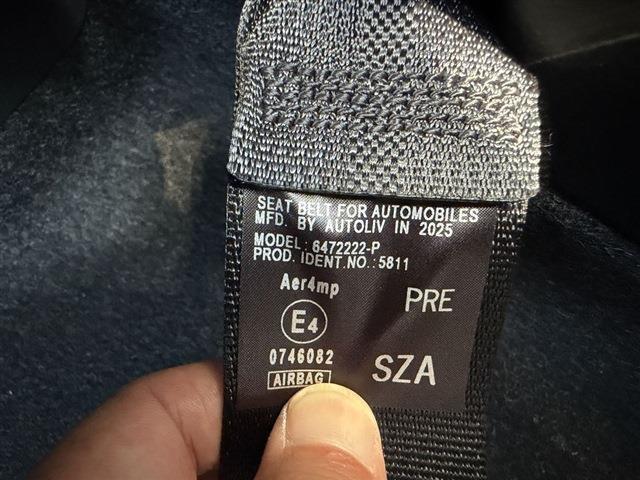 SEAT BELT FOR AUTOMOBILES
MFD. BY AUTOLIV IN 2025
MODEL: 6472222-P
PROD. IDENT.NO.: 5811
Aer4mp
PRE
E4
0746082
AIRBAG
SZA